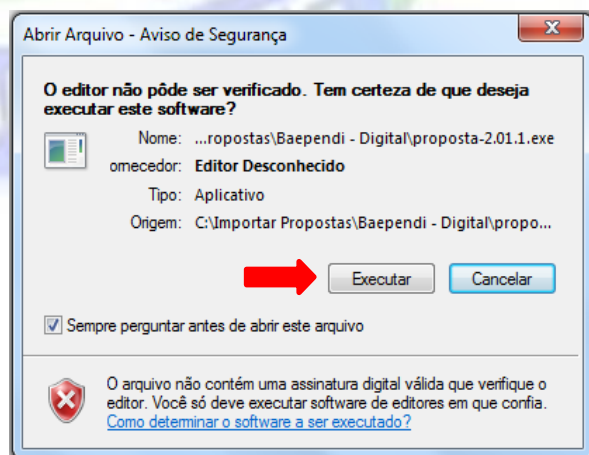 Abrir Arquivo - Aviso de Segurança
O editor não pôde ser verificado. Tem certeza de que deseja
executar este software?
Nome: ...ropostas\Baependi - Digital\proposta-2.01.1.exe
omecedor: Editor Desconhecido
Tipo: Aplicativo
Origem: C:\Importar Propostas\Baependi - Digital\propo...
Executar Cancelar
Sempre perguntar antes de abrir este arquivo
O arquivo não contém uma assinatura digital válida que verifique o
editor. Você só deve executar software de editores em que confia.
Como determinar o software a ser executado?